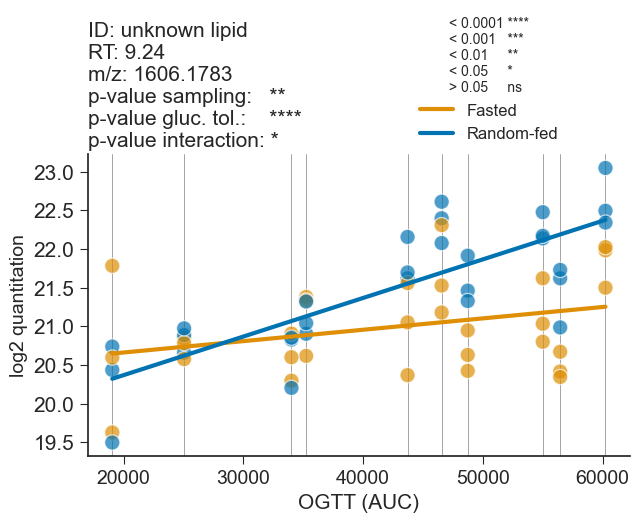 ID: unknown lipid
RT: 9.24
m/z: 1606.1783
p-value sampling: **
p-value gluc. tol.: ****
p-value interaction: *
< 0.0001 ****
< 0.001 ***
< 0.01 **
< 0.05 *
> 0.05 ns
Fasted
Random-fed
log2 quantitation
23.0
22.5
22.0
21.5
21.0
20.5
20.0
19.5
20000 30000 40000 50000 60000
OGTT (AUC)